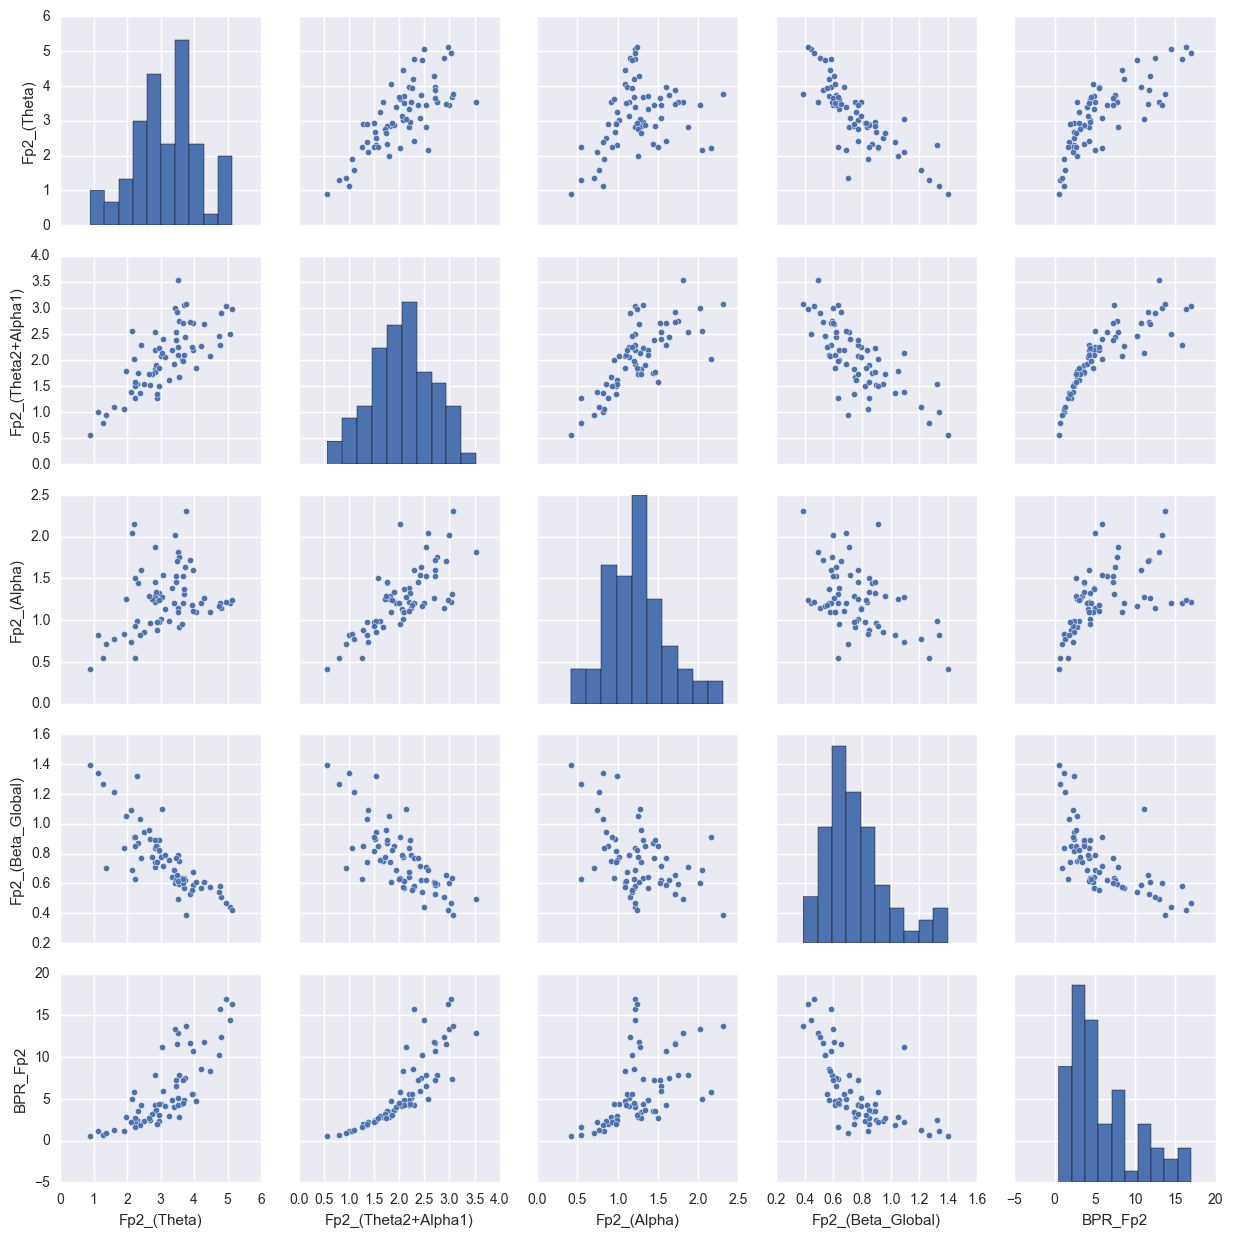 6
5
4
3
2
1
0
Fp2_(Theta)
4.0
3.5
3.0
2.5
2.0
1.5
1.0
0.5
0.0
Fp2_(Theta2+Alpha1)
2.5
2.0
1.5
1.0
0.5
0.0
Fp2_(Alpha)
1.6
1.4
1.2
1.0
0.8
0.6
0.4
0.2
Fp2_(Beta_Global)
20
15
10
5
0
−5
BPR_Fp2
0 1 2 3 4 5 6
Fp2_(Theta)
0.0 0.5 1.0 1.5 2.0 2.5 3.0 3.5 4.0
Fp2_(Theta2+Alpha1)
0.0 0.5 1.0 1.5 2.0 2.5
Fp2_(Alpha)
0.2 0.4 0.6 0.8 1.0 1.2 1.4 1.6
Fp2_(Beta_Global)
−5 0 5 10 15 20
BPR_Fp2